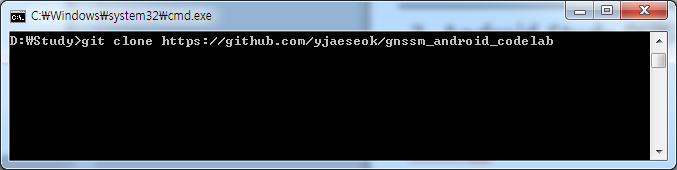 C:₩Windows₩system32₩cmd.exe
D:₩Study>git clone https://github.com/yjaeseok/gnssm_android_codelab